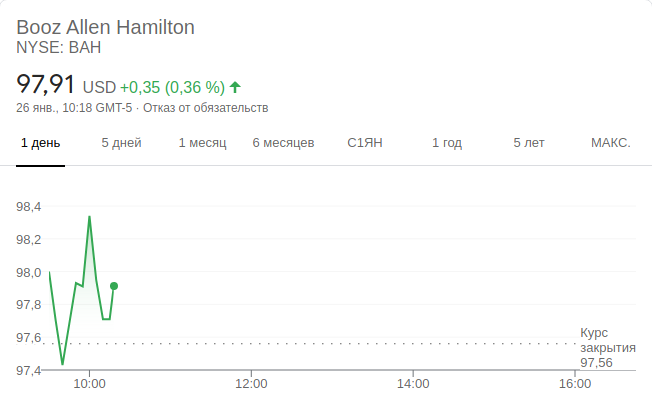 Booz Allen Hamilton
NYSE: BAH
97,91 USD +0,35 (0,36 %)
26 янв., 10:18 GMT-5 · Отказ от обязательств
1 день 5 дней 1 месяц 6 месяцев С1ЯН 1 год 5 лет МАКС.
98,4
98,2
98,0
97,8
97,6
97,4
Курс
закрытия
97,56
10:00 12:00 14:00 16:00